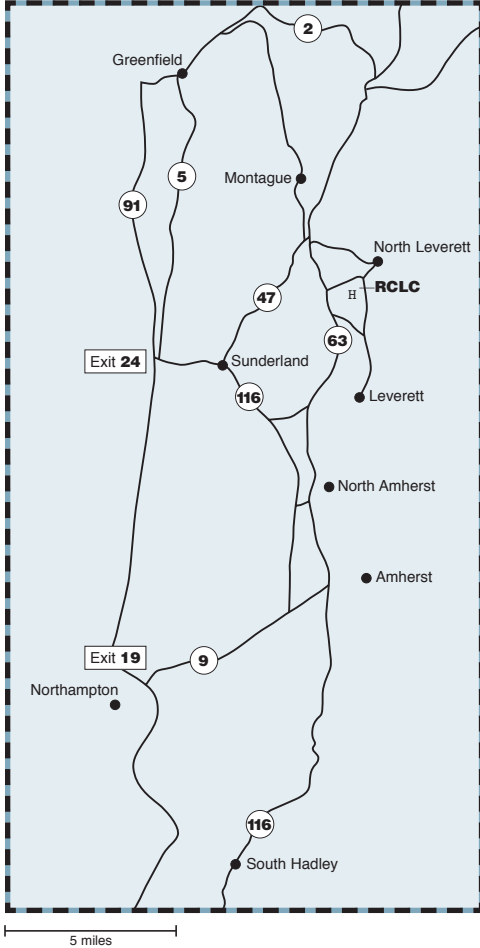 2
Greenfield
5
Montague
91
North Leverett
H RCLC
47
63
Exit 24
Sunderland
116
Leverett
North Amherst
Amherst
Exit 19
9
Northampton
116
South Hadley
5 miles